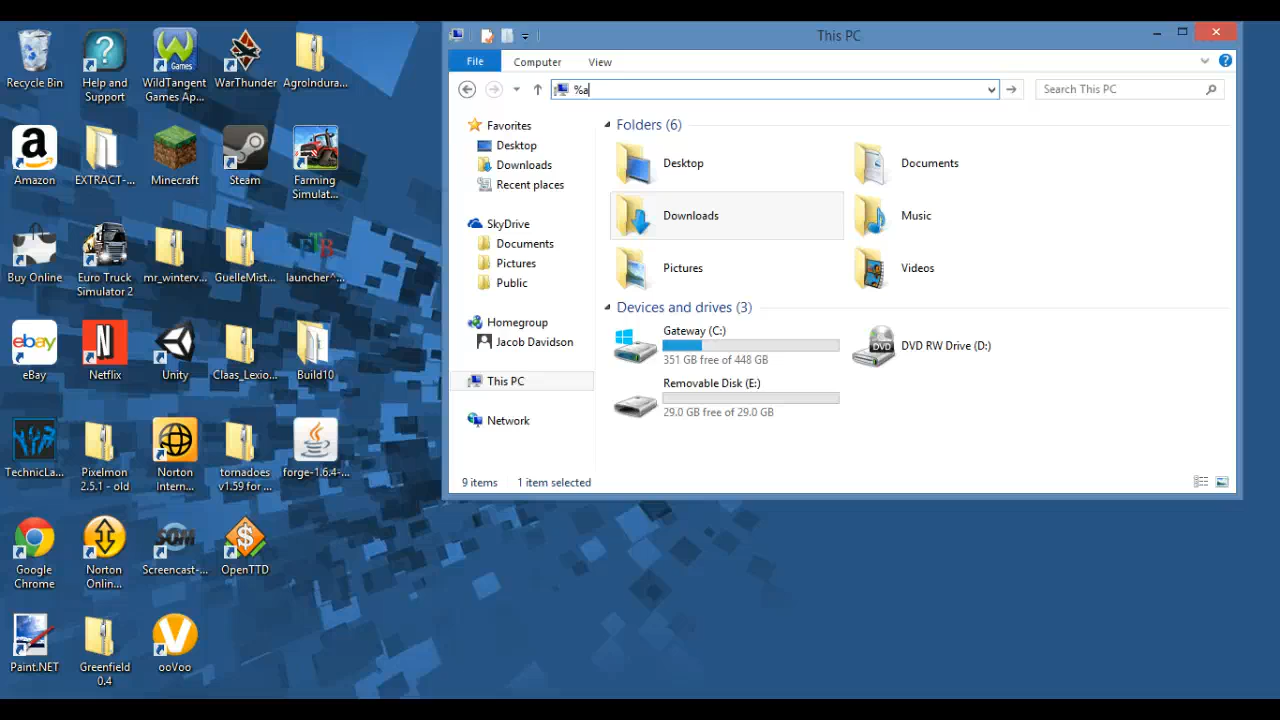 Recycle Bin
Help and
Support
WildTangent
Games Ap...
WarThunder
AgroIndura...
Amazon
EXTRACT-...
Minecraft
Steam
Farming
Simulat...
Buy Online
Euro Truck
Simulator 2
mr_winterv...
GuelleMist...
launcher^...
eBay
Netflix
Unity
Claas_Lexio...
Build10
TechnicLa...
Pixelmon
2.5.1 - old
Norton
Intern...
tornadoes
v1.59 for ...
forge-1.6.4-...
Google
Chrome
Norton
Onlin...
Screencast-...
OpenTTD
Paint.NET
Greenfield
0.4
ooVoo
This PC
File
Computer
View
%a
Search This PC
Favorites
Desktop
Downloads
Recent places
SkyDrive
Documents
Pictures
Public
Homegroup
Jacob Davidson
This PC
Network
Folders (6)
Desktop
Documents
Downloads
Music
Pictures
Videos
Devices and drives (3)
Gateway (C:)
351 GB free of 448 GB
DVD RW Drive (D:)
Removable Disk (E:)
29.0 GB free of 29.0 GB
9 items
1 item selected